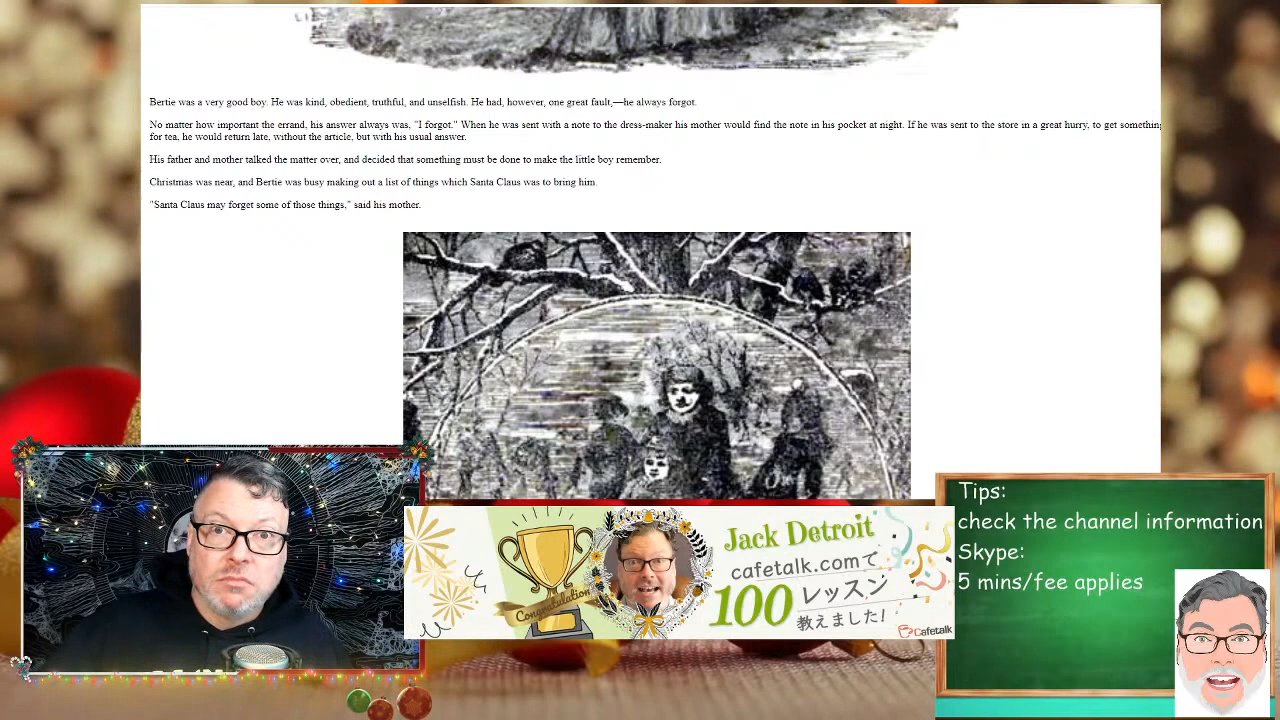 Bertie was a very good boy. He was kind, obedient, truthful, and unselfish. He had, however, one great fault,—he always forgot.
No matter how important the errand, his answer always was, "I forgot." When he was sent with a note to the dress-maker his mother would find the note in his pocket at night. If he was sent to the store in a great hurry, to get something
for tea, he would return late, without the article, but with his usual answer.
His father and mother talked the matter over, and decided that something must be done to make the little boy remember.
Christmas was near, and Bertie was busy making out a list of things which Santa Claus was to bring him.
"Santa Claus may forget some of those things," said his mother.
Congratulation
Jack Detroit
cafetalk.comで
100 レッスン
教えました!
Cafetalk
Tips:
check the channel information
Skype:
5 mins/fee applies